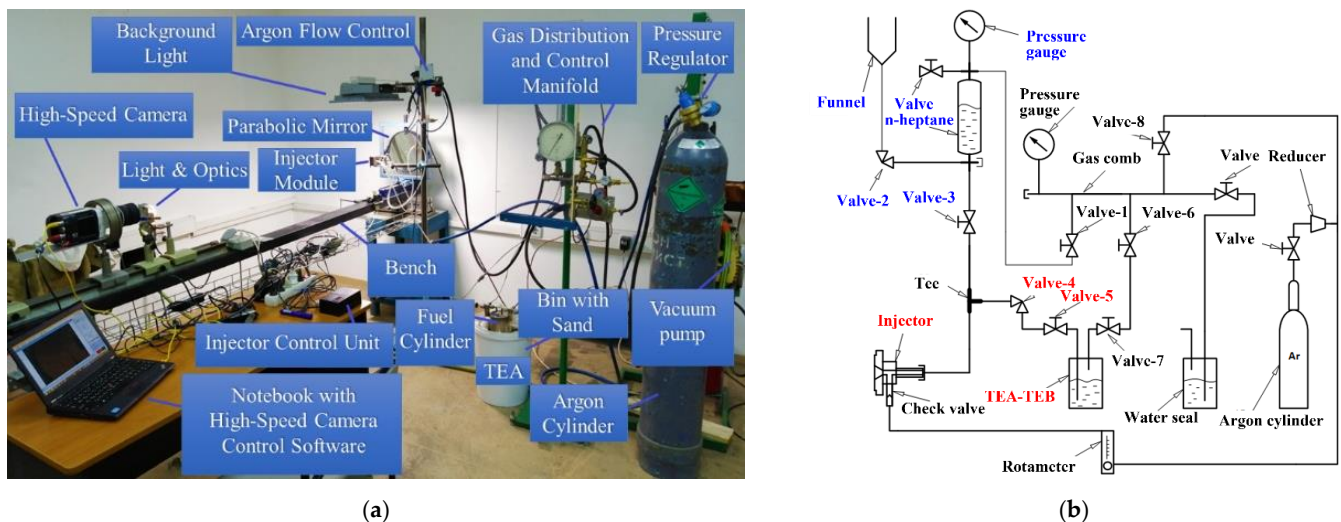 Background
Light
Argon Flow Control
Gas Distribution
and Control
Manifold
Pressure
Regulator
High-Speed Camera
Parabolic Mirror
Light & Optics
Injector
Module
Bench
Fuel
Cylinder
Bin with
Sand
Vacuum
pump
Injector Control Unit
TEA
Notebook with
High-Speed Camera
Control Software
Argon
Cylinder
(a)
Pressure
gauge
Funnel
Valve
n-heptane
Pressure
gauge
Valve-8
Gas comb
Valve
Reducer
Valve-2
Valve-3
Valve-1
Valve-6
Valve
Tee
Valve-4
Valve-5
Injector
Valve-7
Ar
TEA-TEB
Check valve
Water seal
Argon cylinder
Rotameter
(b)